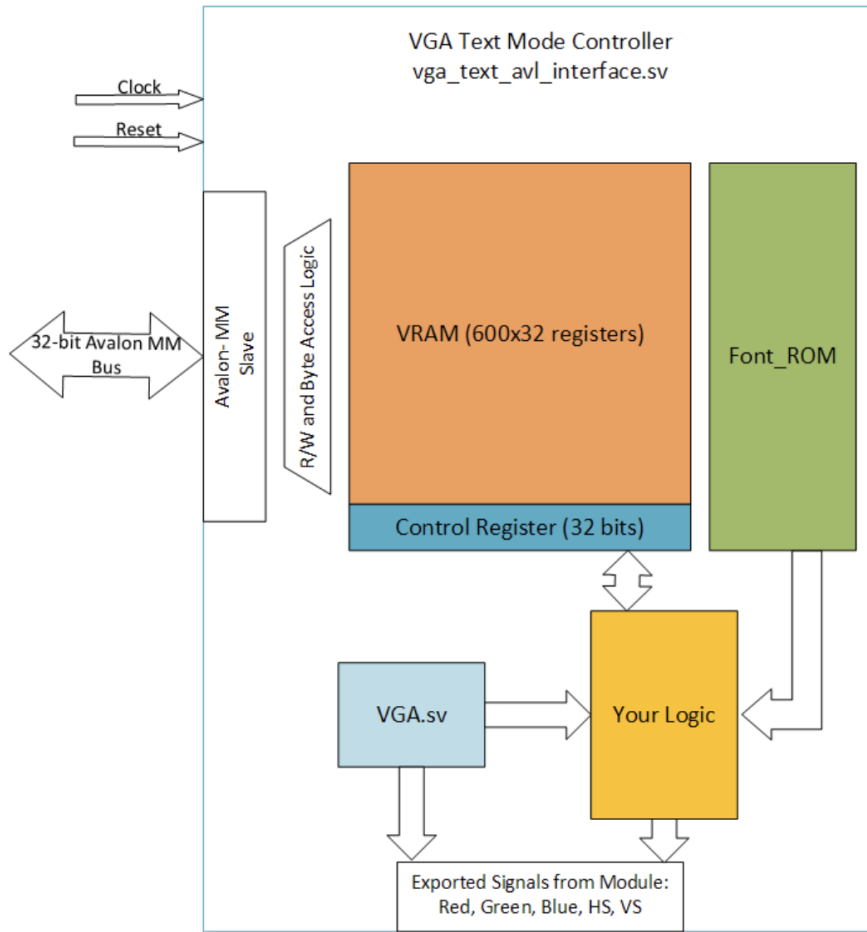 VGA Text Mode Controller
vga_text_avl_interface.sv
Clock
Reset
32-bit Avalon MM
Bus
Avalon- MM
Slave
R/W and Byte Access Logic
VRAM (600x32 registers)
Control Register (32 bits)
Font_ROM
VGA.sv
Your Logic
Exported Signals from Module:
Red, Green, Blue, HS, VS